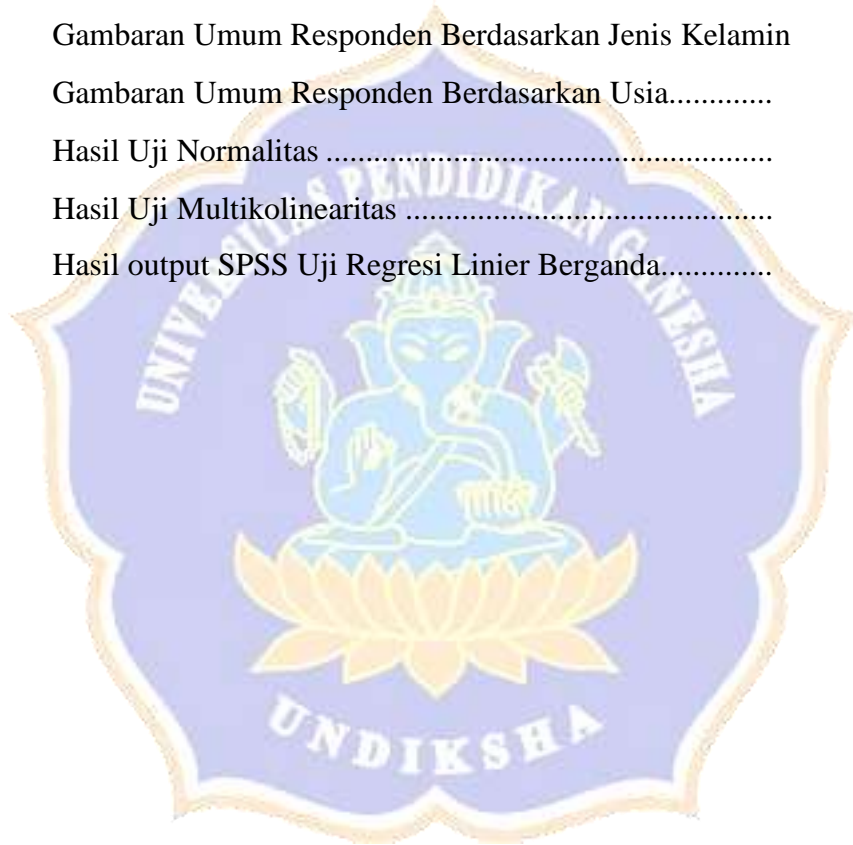 Gambaran Umum Responden Berdasarkan Jenis Kelamin
Gambaran Umum Responden Berdasarkan Usia.............
Hasil Uji Normalitas .......................................................
Hasil Uji Multikolinearitas .............................................
Hasil output SPSS Uji Regresi Linier Berganda..............
UNIVERSITAS PENDIDIKAN GANESHA
UNDIKSHA